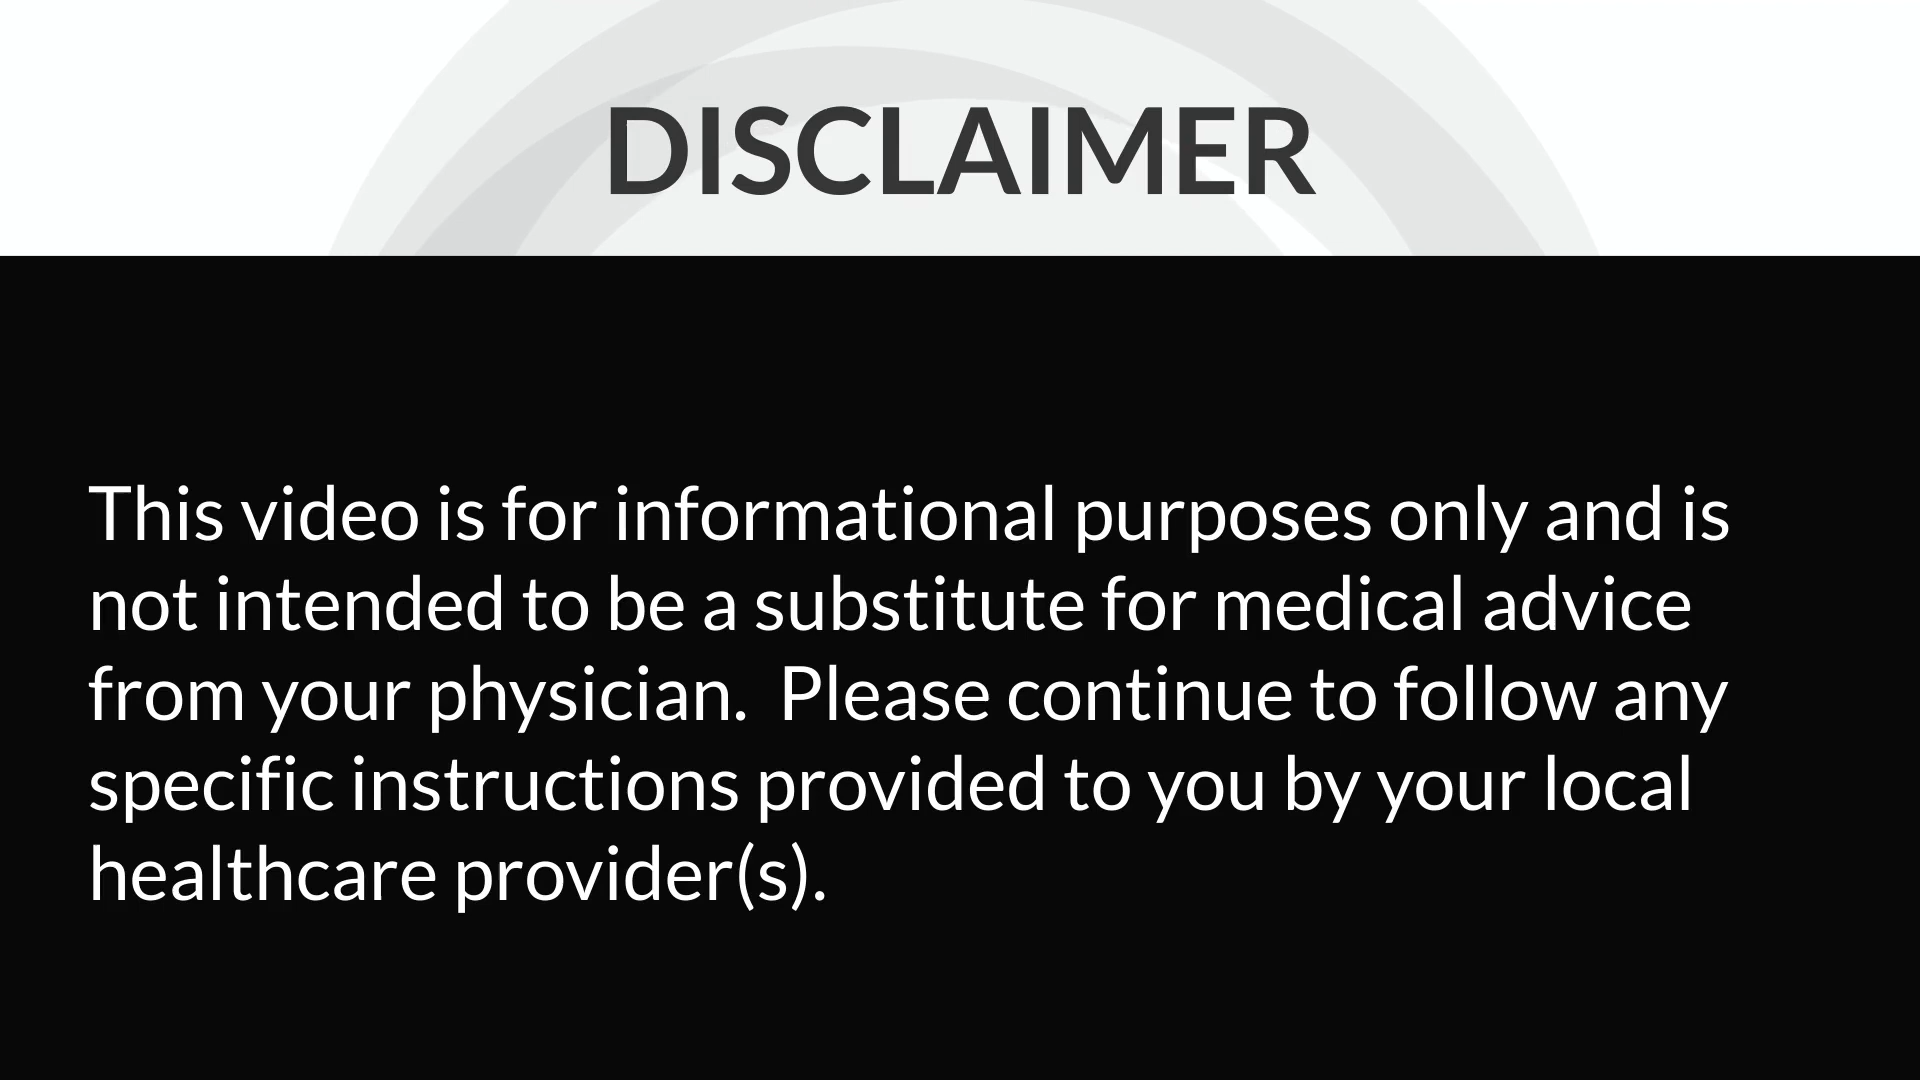 DISCLAIMER
This video is for informational purposes only and is
not intended to be a substitute for medical advice
from your physician.  Please continue to follow any
specific instructions provided to you by your local
healthcare provider(s).